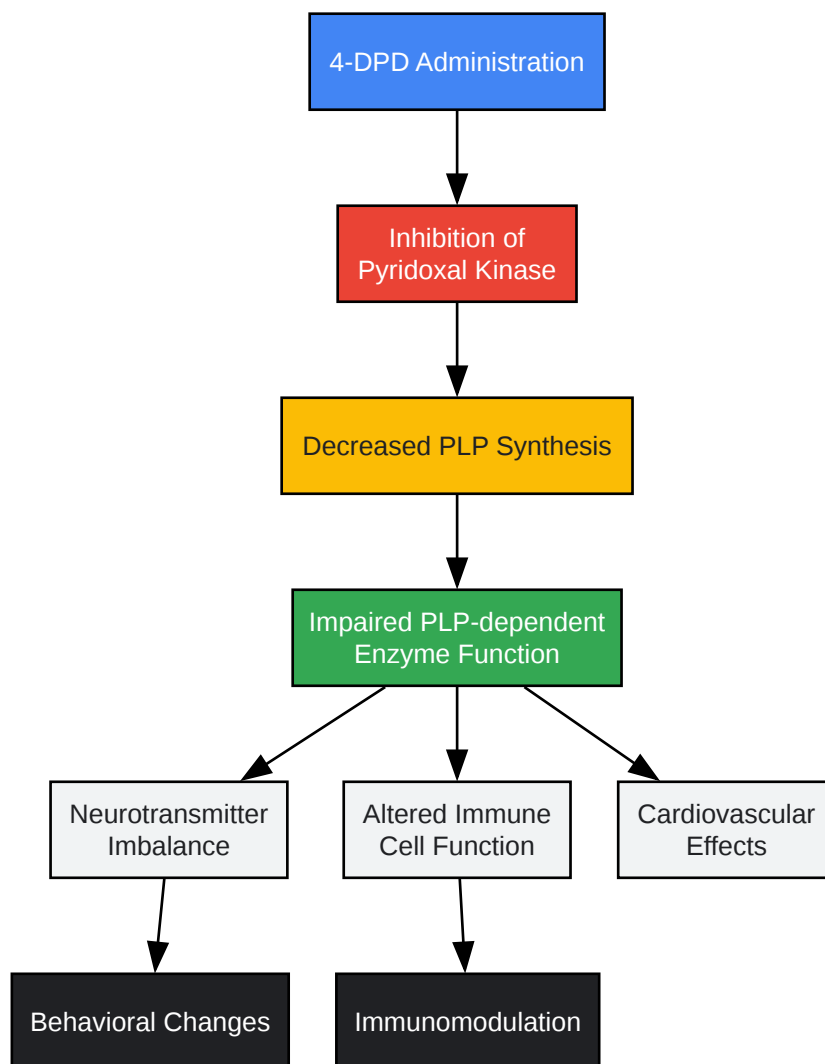 4-DPD Administration
Inhibition of
Pyridoxal Kinase
Decreased PLP Synthesis
Impaired PLP-dependent
Enzyme Function
Neurotransmitter
Imbalance
Altered Immune
Cell Function
Cardiovascular
Effects
Behavioral Changes
Immunomodulation